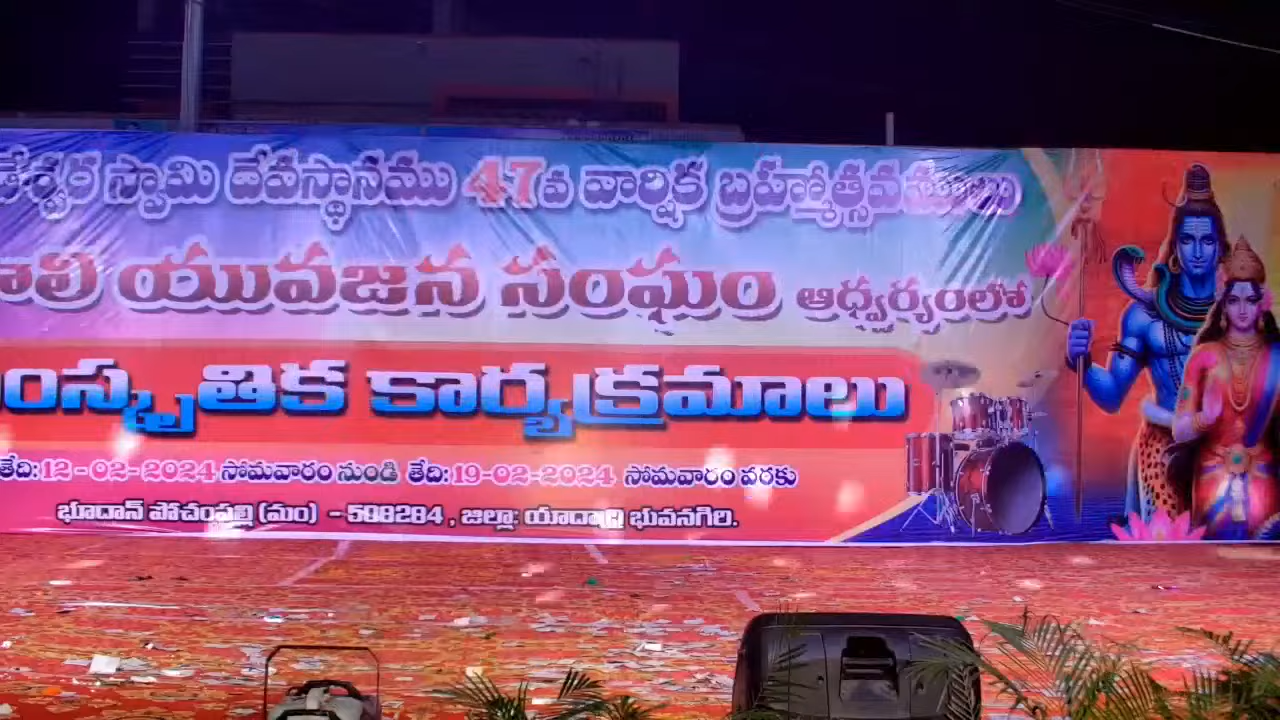 డేశ్వర స్వామి దేవస్థానము 47వ వార్షిక బ్రహ్మోత్సవములు
యువజన సంఘం ఆధ్వర్యంలో
ంస్కృతిక కార్యక్రమాలు
తేది: 12-02-2024 సోమవారం నుండి తేది: 19-02-2024 సోమవారం వరకు
భూదాన్ పోచంపల్లి (మం) - 508284, జిల్లా: యాదాద్రి భువనగిరి.